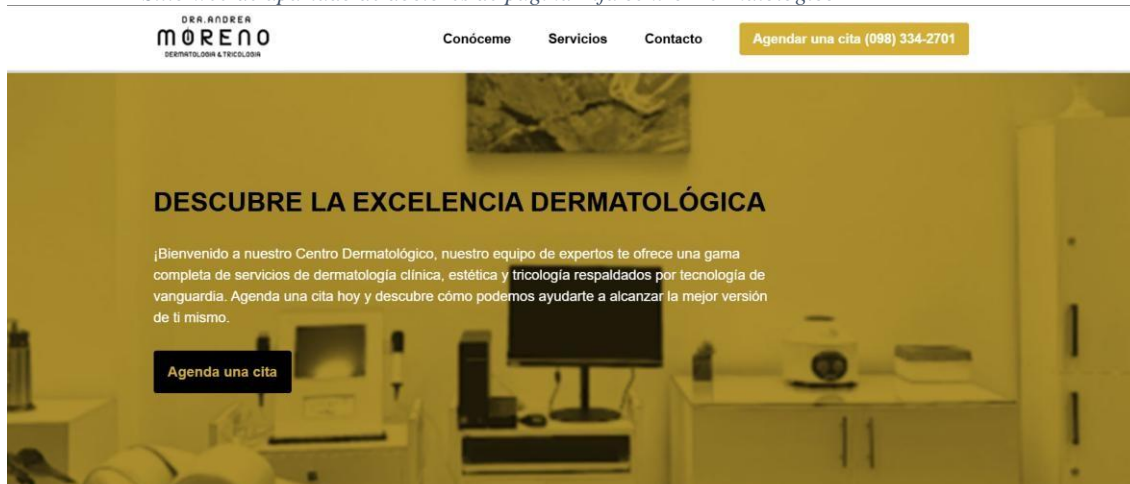 DRA. ANDREA
MORENO
DERMATOLOGIA & TRICOLOGIA
Conóceme
Servicios
Contacto
Agendar una cita (098) 334-2701
DESCUBRE LA EXCELENCIA DERMATOLÓGICA
¡Bienvenido a nuestro Centro Dermatológico, nuestro equipo de expertos te ofrece una gama
completa de servicios de dermatología clínica, estética y tricología respaldados por tecnología de
vanguardia. Agenda una cita hoy y descubre cómo podemos ayudarte a alcanzar la mejor versión
de ti mismo.
Agenda una cita